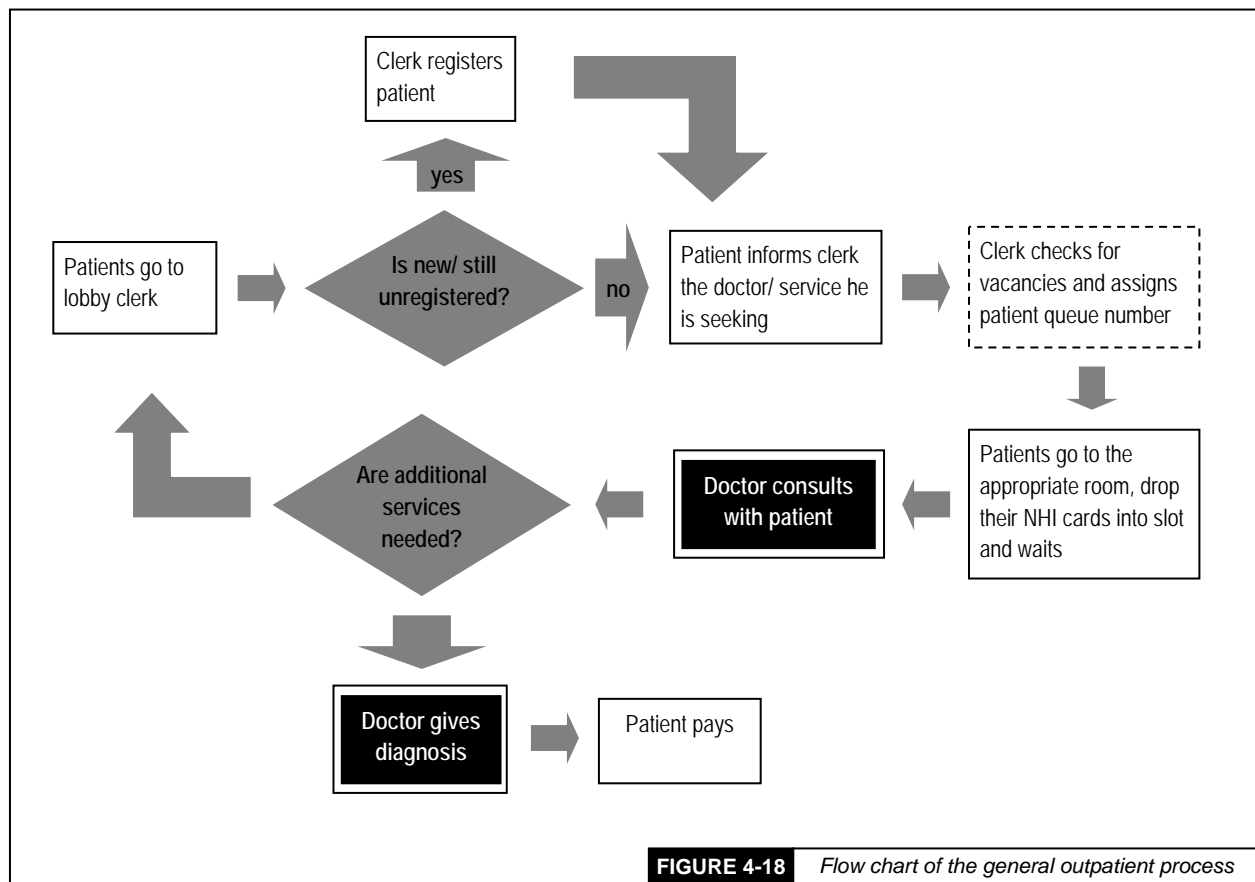 Clerk registers
patient
yes
Patients go to
lobby clerk
Is new/ still
unregistered?
no
Patient informs clerk
the doctor/ service he
is seeking
Clerk checks for
vacancies and assigns
patient queue number
Patients go to the
appropriate room, drop
their NHI cards into slot
and waits
Doctor consults
with patient
Are additional
services
needed?
Doctor gives
diagnosis
Patient pays
FIGURE 4-18 Flow chart of the general outpatient process